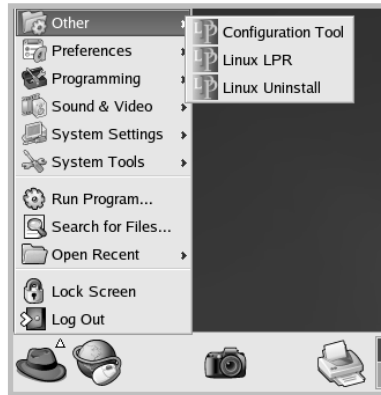 Other
Configuration Tool
Preferences
Linux LPR
Programming
Linux Uninstall
Sound & Video
System Settings
System Tools
Run Program...
Search for Files...
Open Recent
Lock Screen
Log Out